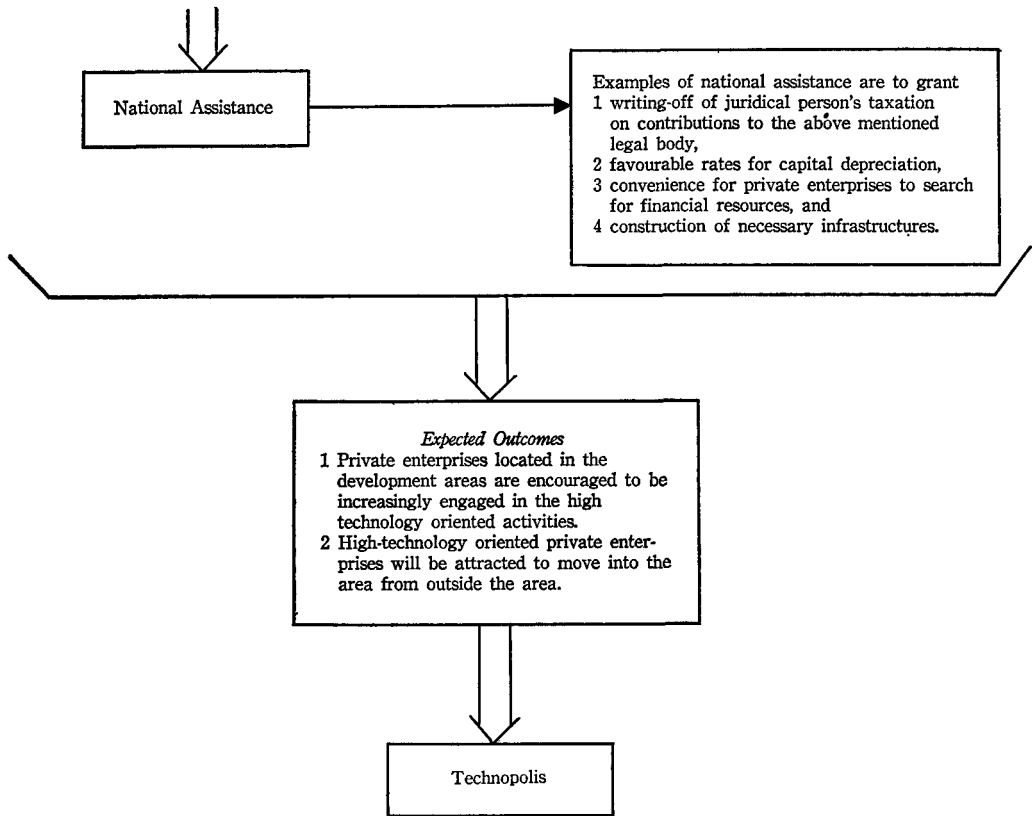 National Assistance
Examples of national assistance are to grant
1 writing-off of juridical person's taxation
on contributions to the above mentioned
legal body,
2 favourable rates for capital depreciation,
3 convenience for private enterprises to search
for financial resources, and
4 construction of necessary infrastructures.
Expected Outcomes
1 Private enterprises located in the
development areas are encouraged to be
increasingly engaged in the high
technology oriented activities.
2 High-technology oriented private enter-
prises will be attracted to move into the
area from outside the area.
Technopolis